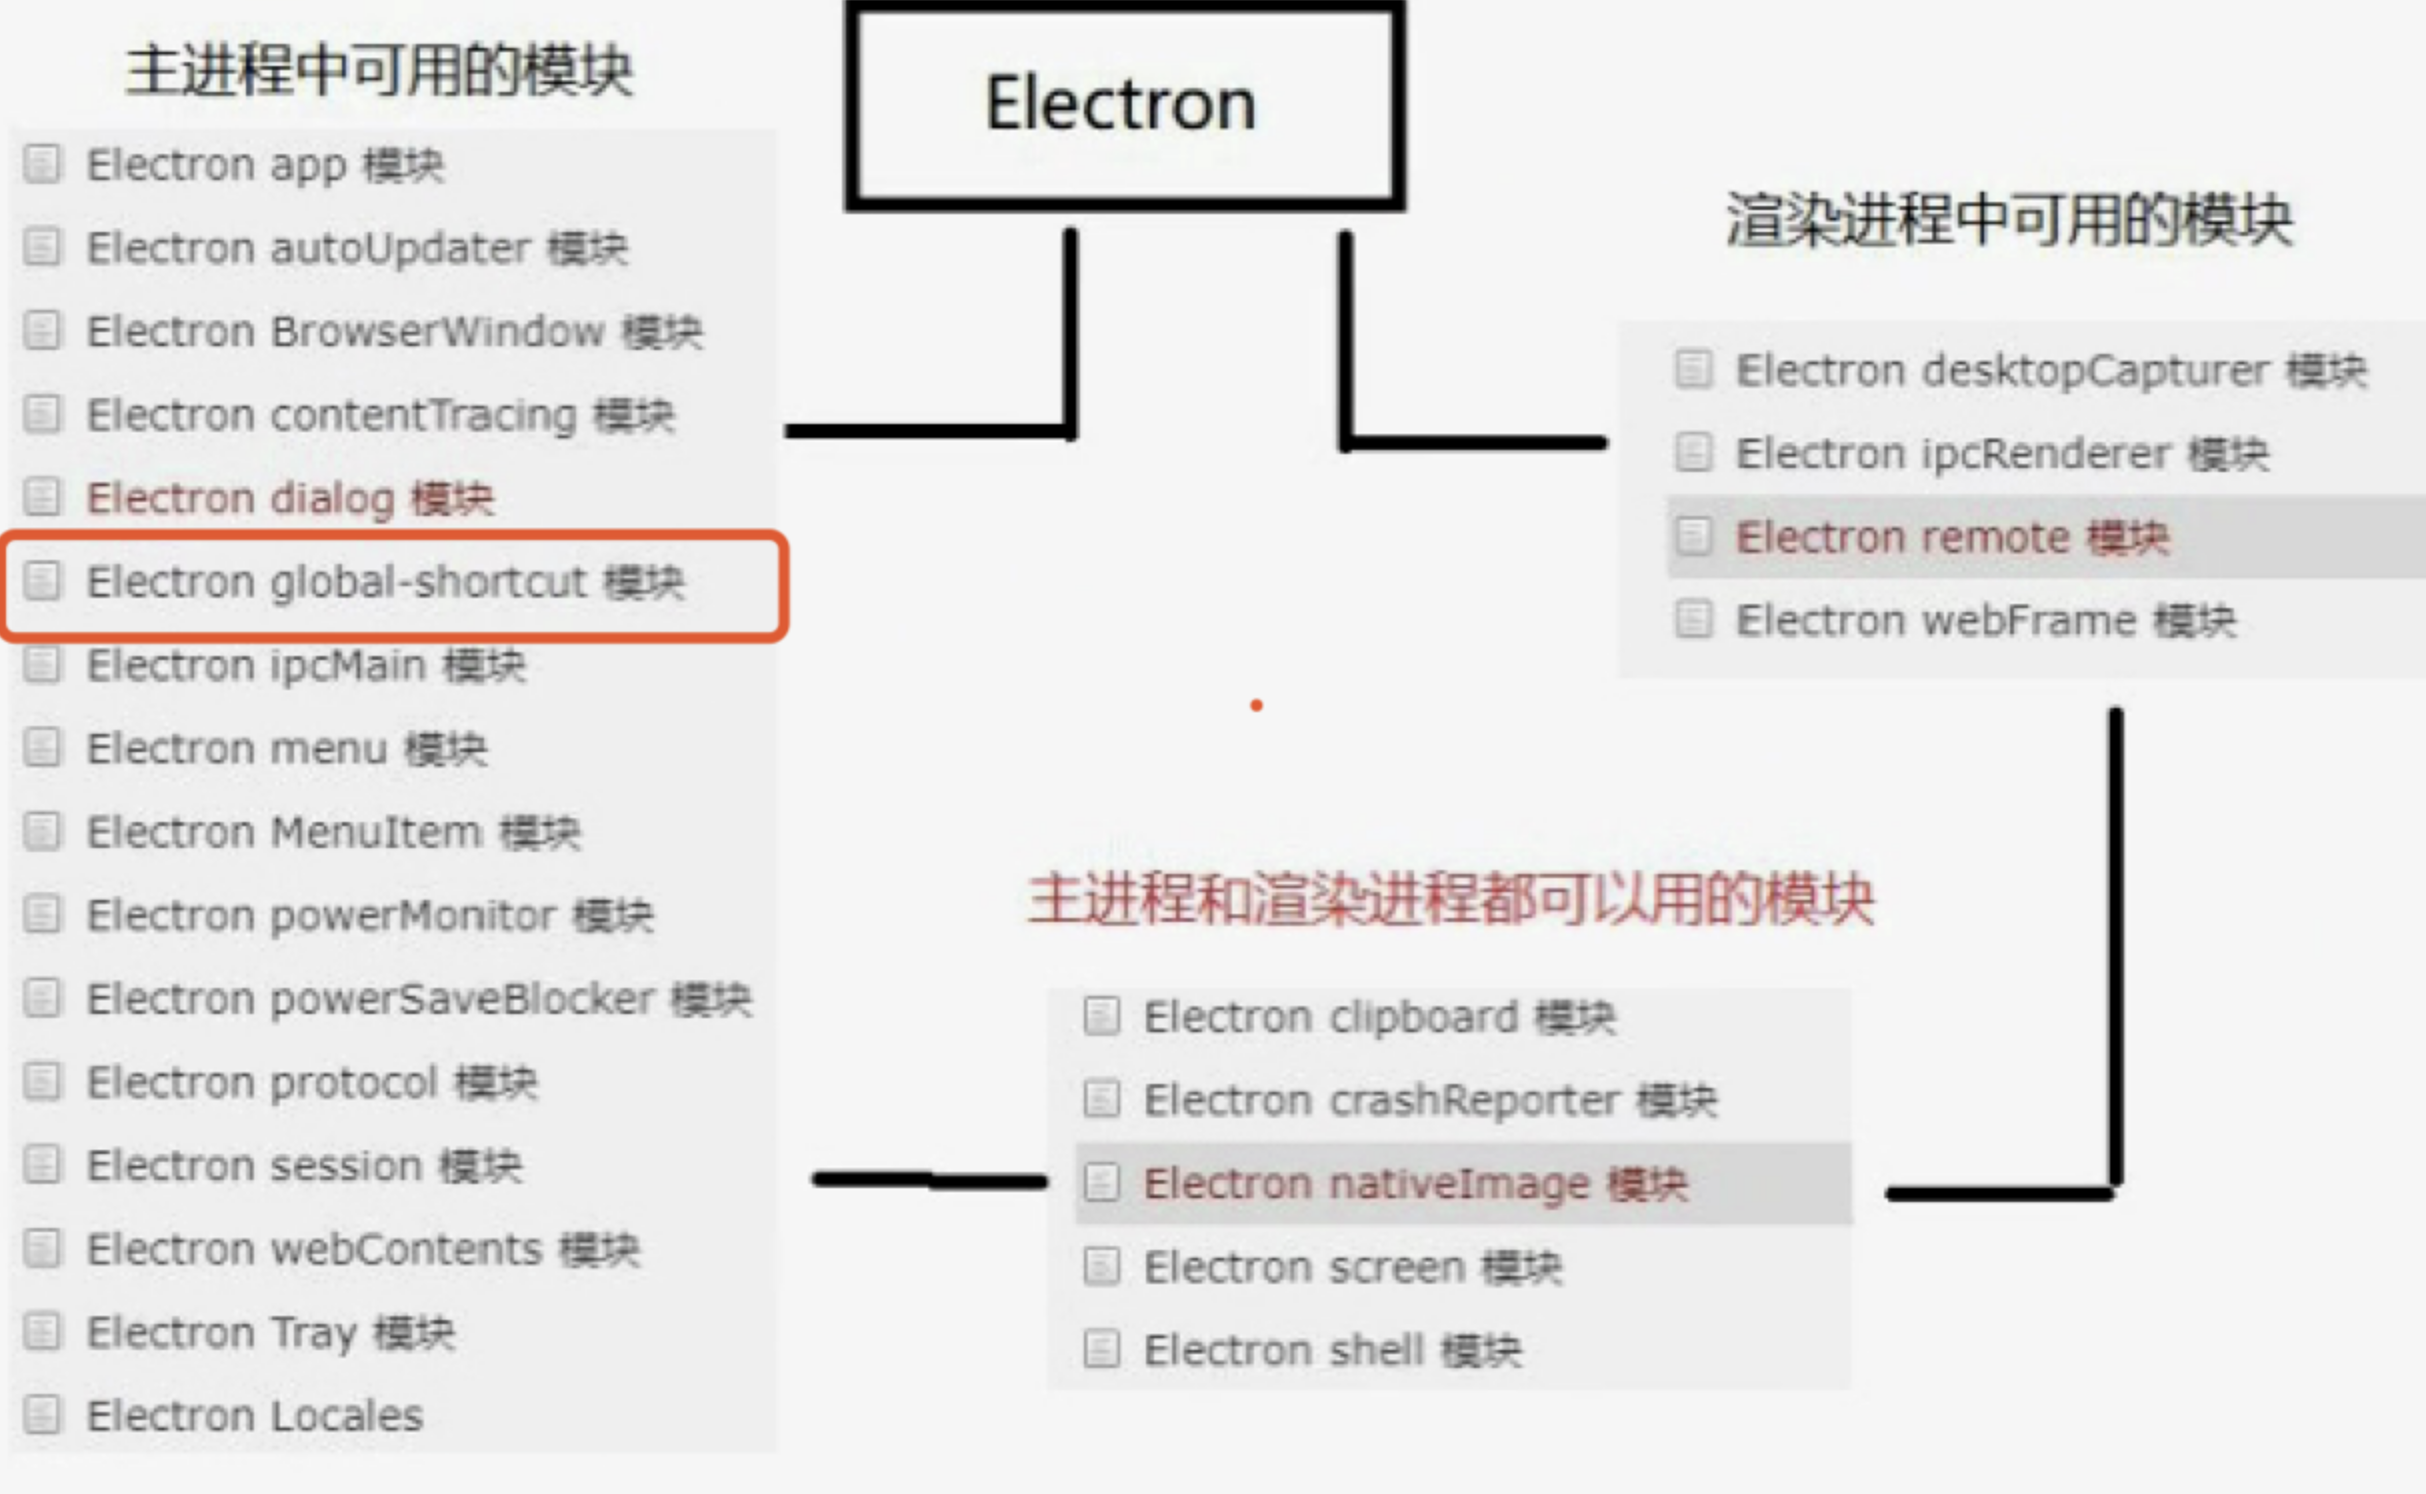 主进程中可用的模块
Electron app 模块
Electron autoUpdater 模块
Electron BrowserWindow 模块
Electron contentTracing 模块
Electron dialog 模块
Electron global-shortcut 模块
Electron ipcMain 模块
Electron menu 模块
Electron MenuItem 模块
Electron powerMonitor 模块
Electron powerSaveBlocker 模块
Electron protocol 模块
Electron session 模块
Electron webContents 模块
Electron Tray 模块
Electron Locales
Electron
渲染进程中可用的模块
Electron desktopCapturer 模块
Electron ipcRenderer 模块
Electron remote 模块
Electron webFrame 模块
主进程和渲染进程都可以用的模块
Electron clipboard 模块
Electron crashReporter 模块
Electron nativeImage 模块
Electron screen 模块
Electron shell 模块